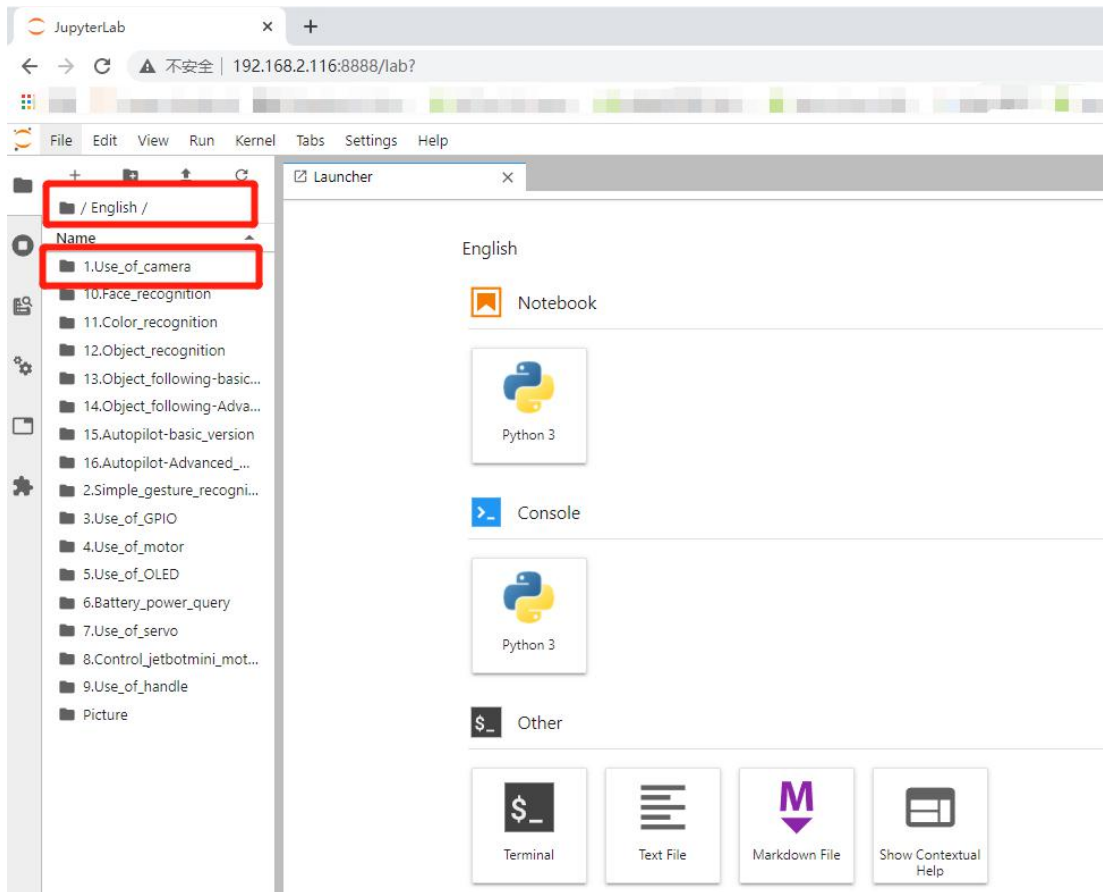 JupyterLab
不安全 | 192.168.2.116:8888/lab?
File Edit View Run Kernel Tabs Settings Help
Launcher
/ English /
Name
1.Use_of_camera
10.Face_recognition
11.Color_recognition
12.Object_recognition
13.Object_following-basic...
14.Object_following-Adva...
15.Autopilot-basic_version
16.Autopilot-Advanced_...
2.Simple_gesture_recogni...
3.Use_of_GPIO
4.Use_of_motor
5.Use_of_OLED
6.Battery_power_query
7.Use_of_servo
8.Control_jetbotmini_mot...
9.Use_of_handle
Picture
English
Notebook
Python 3
Console
Python 3
$_ Other
$_
Terminal
Text File
M
Markdown File
Show Contextual
Help